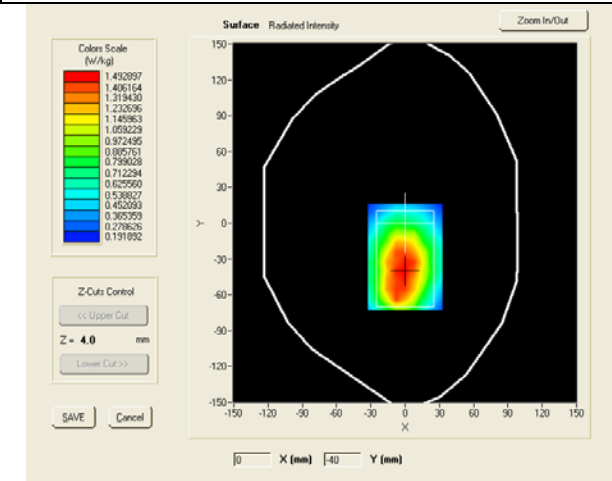 Surface Radiated Intensity
Zoom In/Out
Colors Scale
(W/kg)
1.492897
1.406164
1.319430
1.232696
1.145963
1.059229
0.972495
0.885761
0.799028
0.712294
0.625560
0.538827
0.452093
0.365359
0.278626
0.191892
Z-Cuts Control
<< Upper Cut
Z = 4.0 mm
Lower Cut >>
SAVE
Cancel
150-
120-
90-
60-
30-
Y
0-
-30-
-60-
-90-
-120-
-150-
-150 -120 -90 -60 -30 0 30 60 90 120 150
X
0 X (mm) -40 Y (mm)